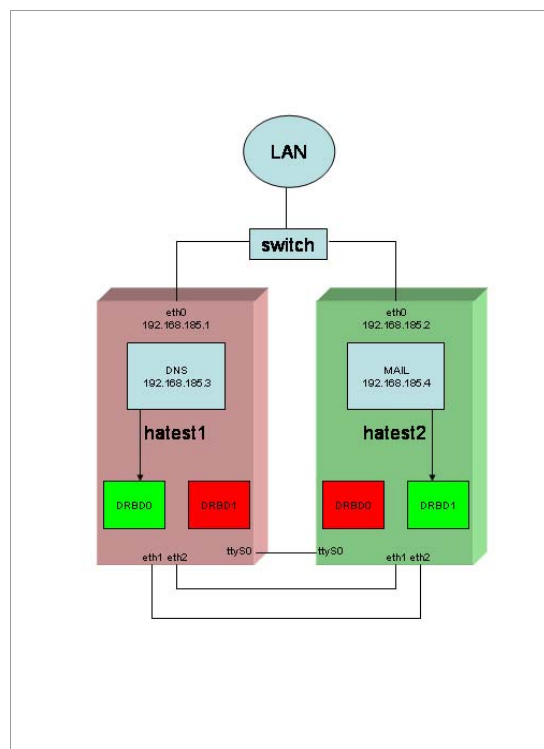 LAN
switch
eth0
192.168.185.1
DNS
192.168.185.3
hatest1
DRBD0
DRBD1
ttyS0
eth1 eth2
eth0
192.168.185.2
MAIL
192.168.185.4
hatest2
DRBD0
DRBD1
ttyS0
eth1 eth2